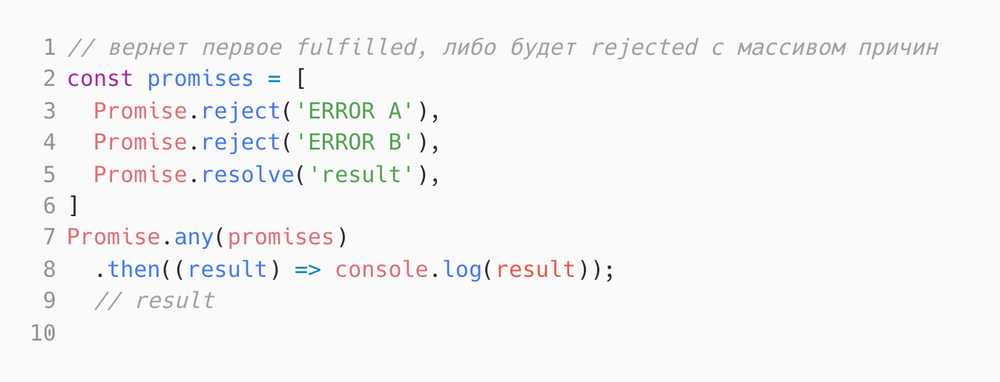 1 // вернет первое fulfilled, либо будет rejected с массивом причин
2 const promises = [
3   Promise.reject('ERROR A'),
4   Promise.reject('ERROR B'),
5   Promise.resolve('result'),
6 ]
7 Promise.any(promises)
8   .then((result) => console.log(result));
9   // result
10